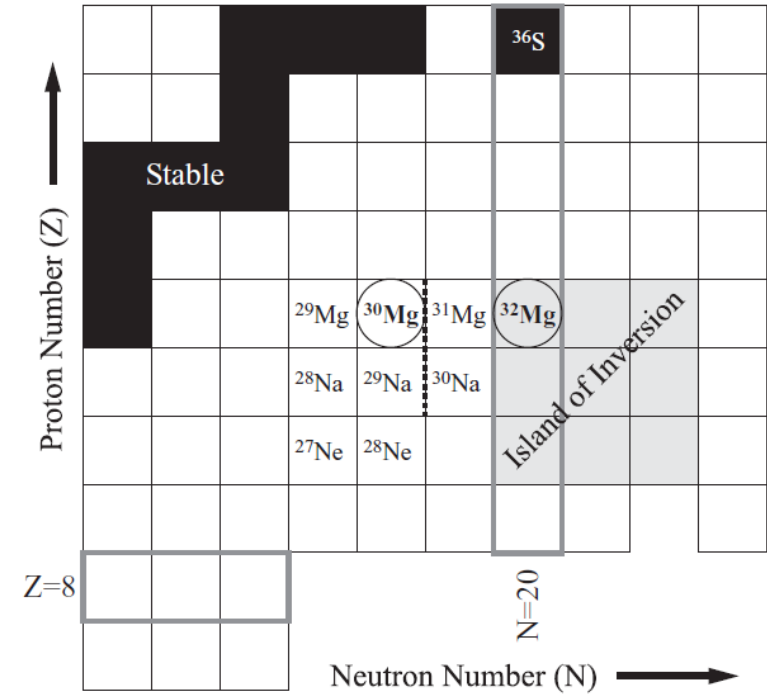 ³⁶S
Stable
Proton Number (Z)
²⁹Mg ³⁰Mg ³¹Mg ³²Mg
²⁸Na ²⁹Na ³⁰Na
²⁷Ne ²⁸Ne
Island of Inversion
Z=8
N=20
Neutron Number (N)